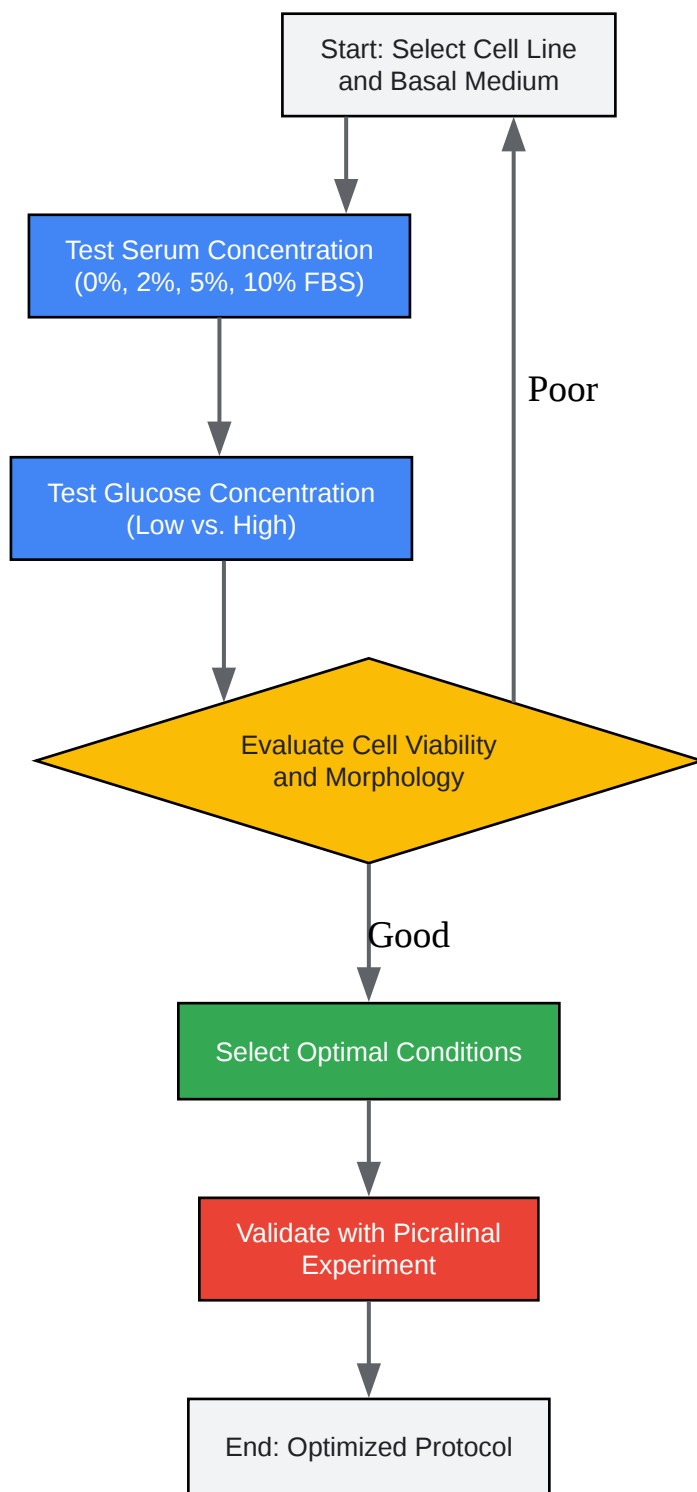 Start: Select Cell Line
and Basal Medium
Test Serum Concentration
(0%, 2%, 5%, 10% FBS)
Poor
Test Glucose Concentration
(Low vs. High)
Evaluate Cell Viability
and Morphology
Good
Select Optimal Conditions
Validate with Picralinal
Experiment
End: Optimized Protocol